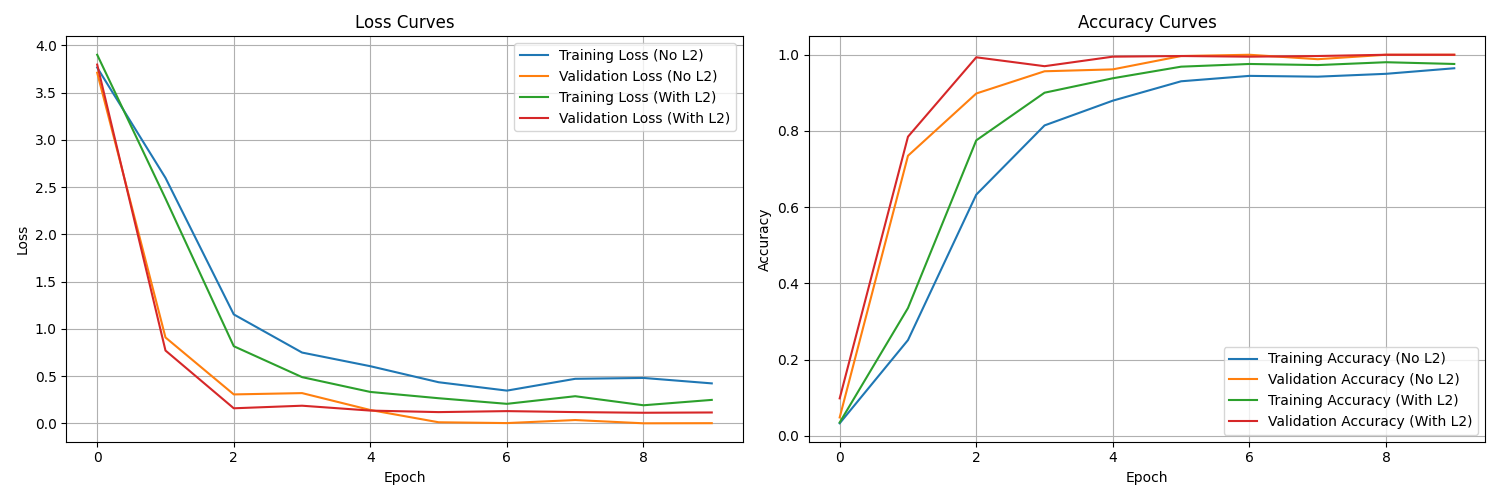 Loss Curves
4.0
3.5
3.0
2.5
2.0
1.5
1.0
0.5
0.0
Loss
0 2 4 6 8
Epoch
Training Loss (No L2)
Validation Loss (No L2)
Training Loss (With L2)
Validation Loss (With L2)
Accuracy Curves
1.0
0.8
0.6
0.4
0.2
0.0
Accuracy
0 2 4 6 8
Epoch
Training Accuracy (No L2)
Validation Accuracy (No L2)
Training Accuracy (With L2)
Validation Accuracy (With L2)